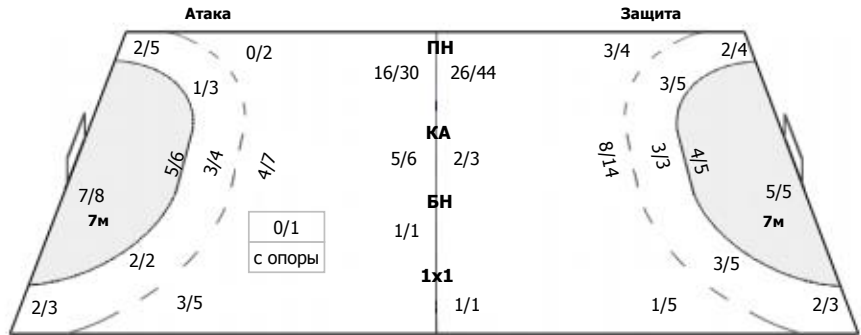 Атака Защита
2/5 0/2 ПН 3/4 2/4
16/30 26/44
1/3 3/5
КА
5/6 3/4 4/7 5/6 2/3 8/14 3/3 4/5
7/8 БН 5/5
7м 7м
0/1 1/1
с опоры
2/2 1x1 3/5
2/3 3/5 1/1 1/5 2/3